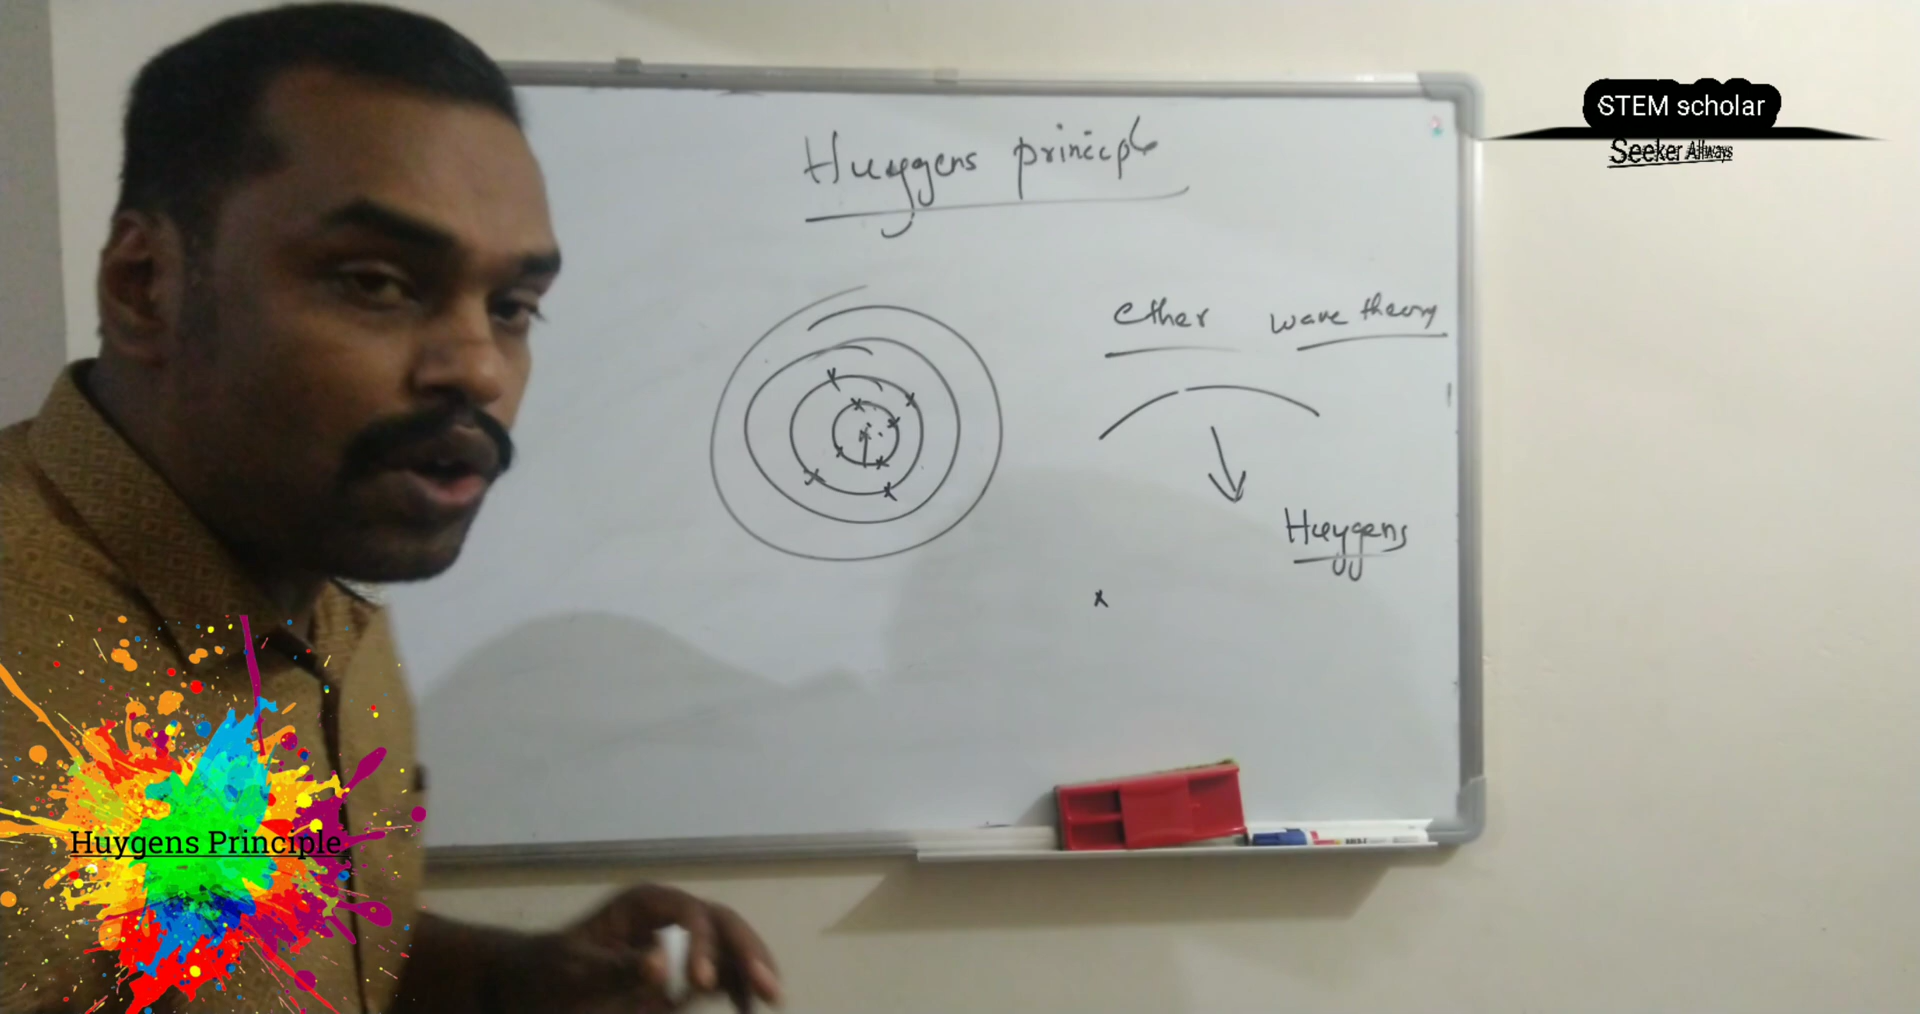 STEM scholar
Seeker Allways
Huygens principle
ether wave theory
Huygens
x
Huygens Principle